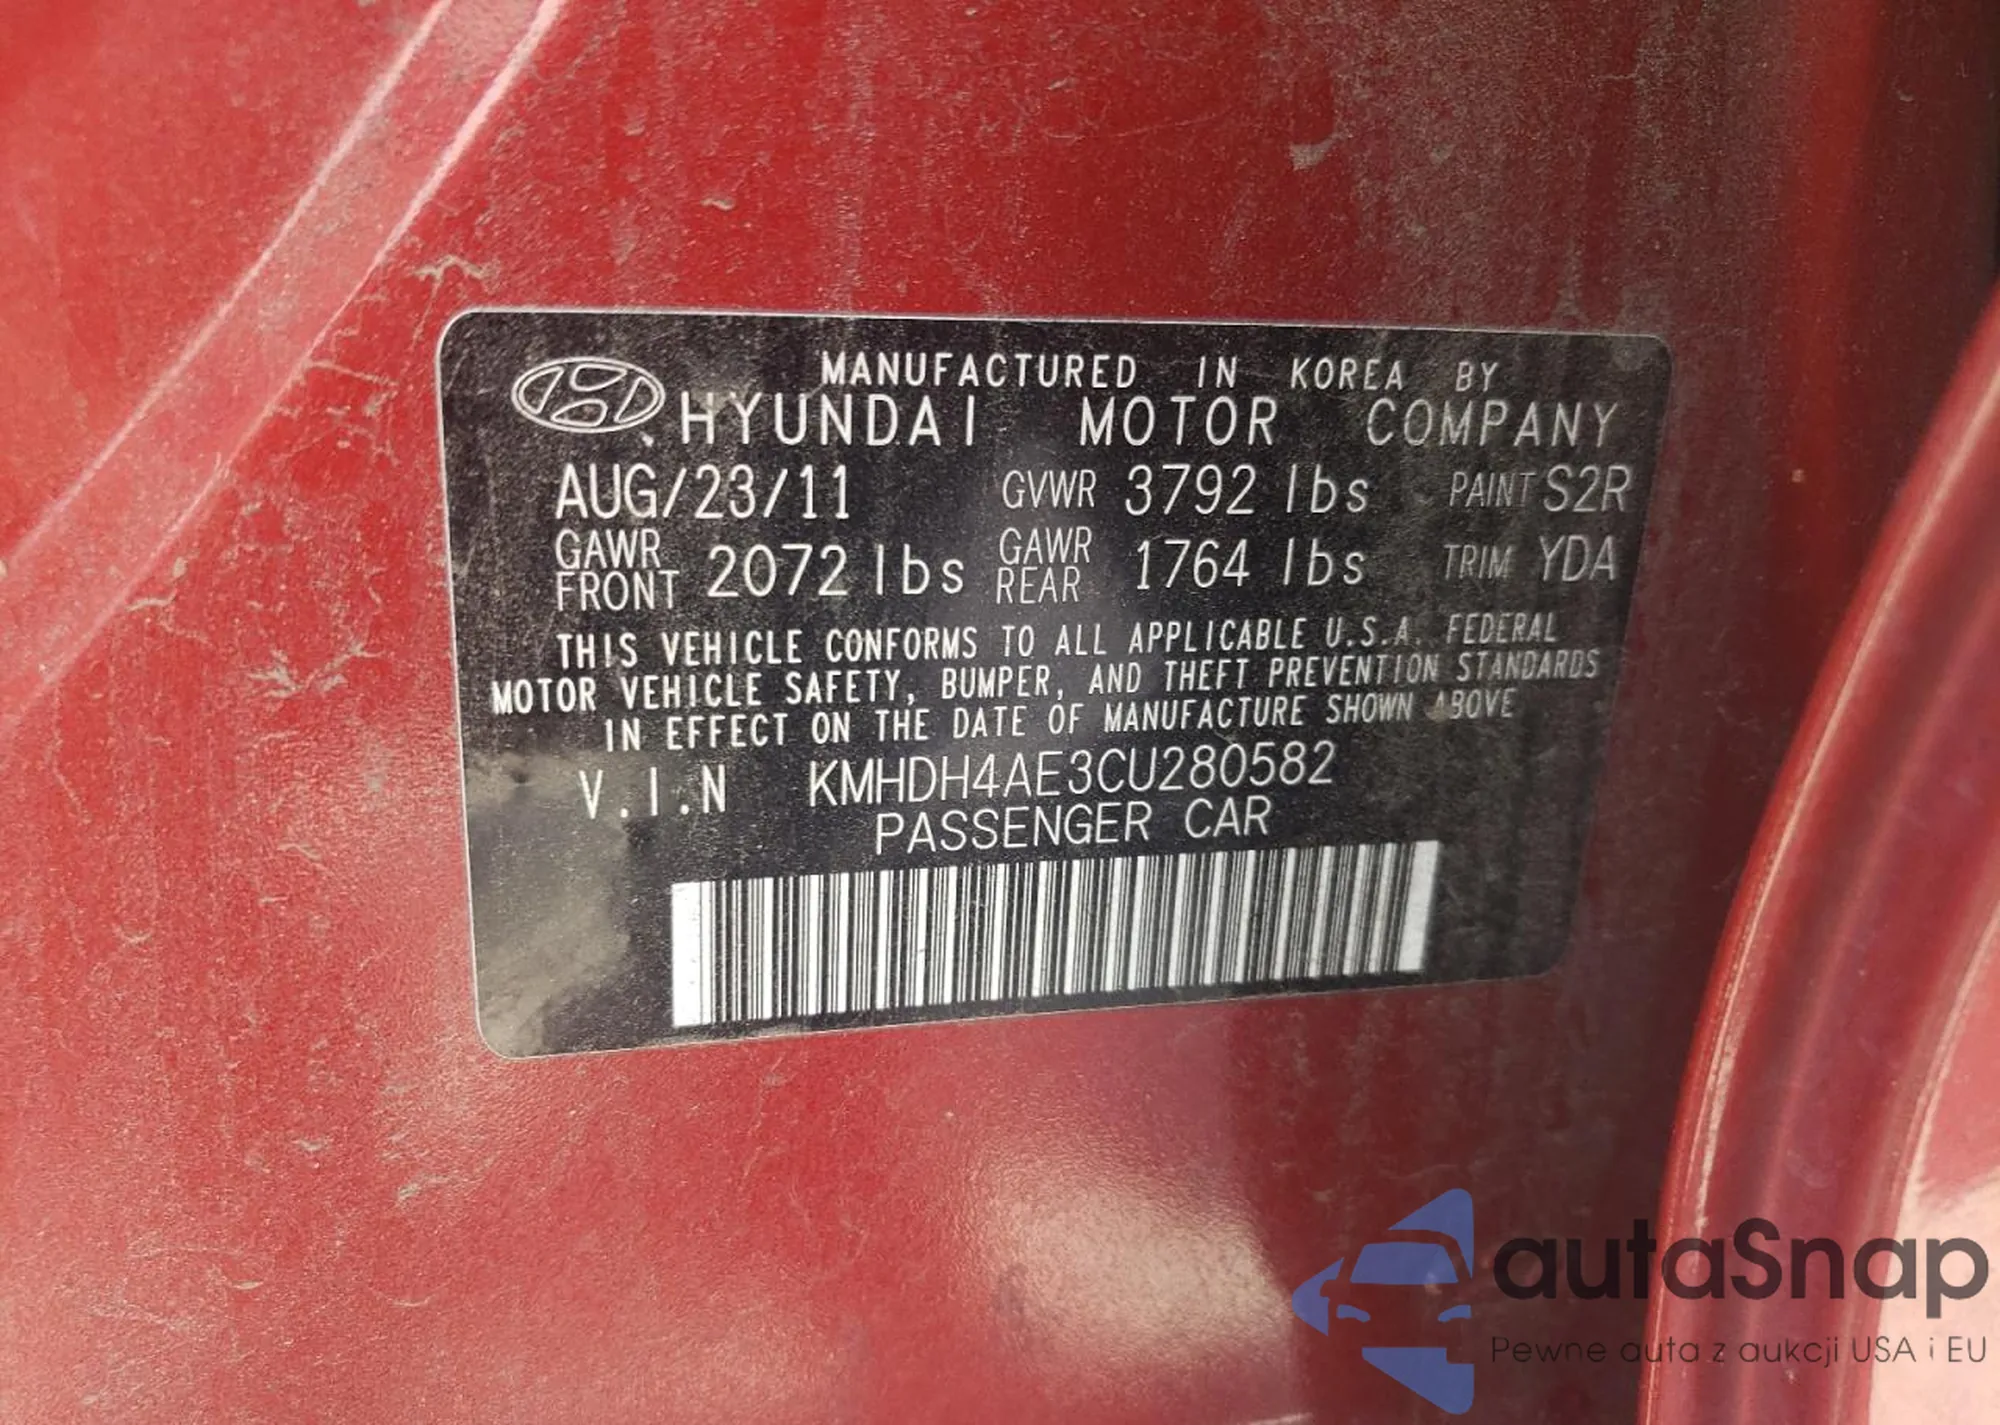 MANUFACTURED IN KOREA BY
HYUNDAI MOTOR COMPANY
AUG/23/11 GVWR 3792 lbs PAINT S2R
GAWR FRONT 2072 lbs GAWR REAR 1764 lbs TRIM YDA
THIS VEHICLE CONFORMS TO ALL APPLICABLE U.S.A. FEDERAL
MOTOR VEHICLE SAFETY, BUMPER, AND THEFT PREVENTION STANDARDS
IN EFFECT ON THE DATE OF MANUFACTURE SHOWN ABOVE
V.I.N KMHDH4AE3CU280582
PASSENGER CAR
autaSnap
Pewne auta z aukcji USA i EU